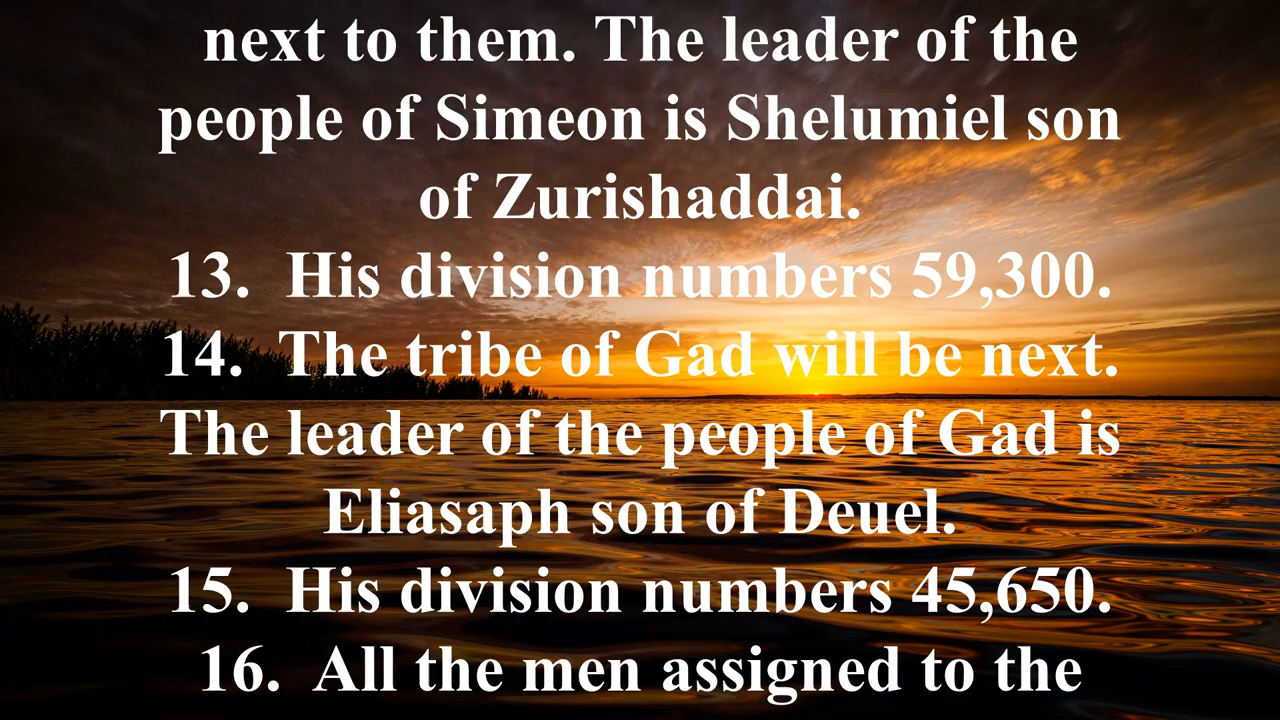 next to them. The leader of the
people of Simeon is Shelumiel son
of Zurishaddai.
13.  His division numbers 59,300.
14.  The tribe of Gad will be next.
The leader of the people of Gad is
Eliasaph son of Deuel.
15.  His division numbers 45,650.
16.  All the men assigned to the